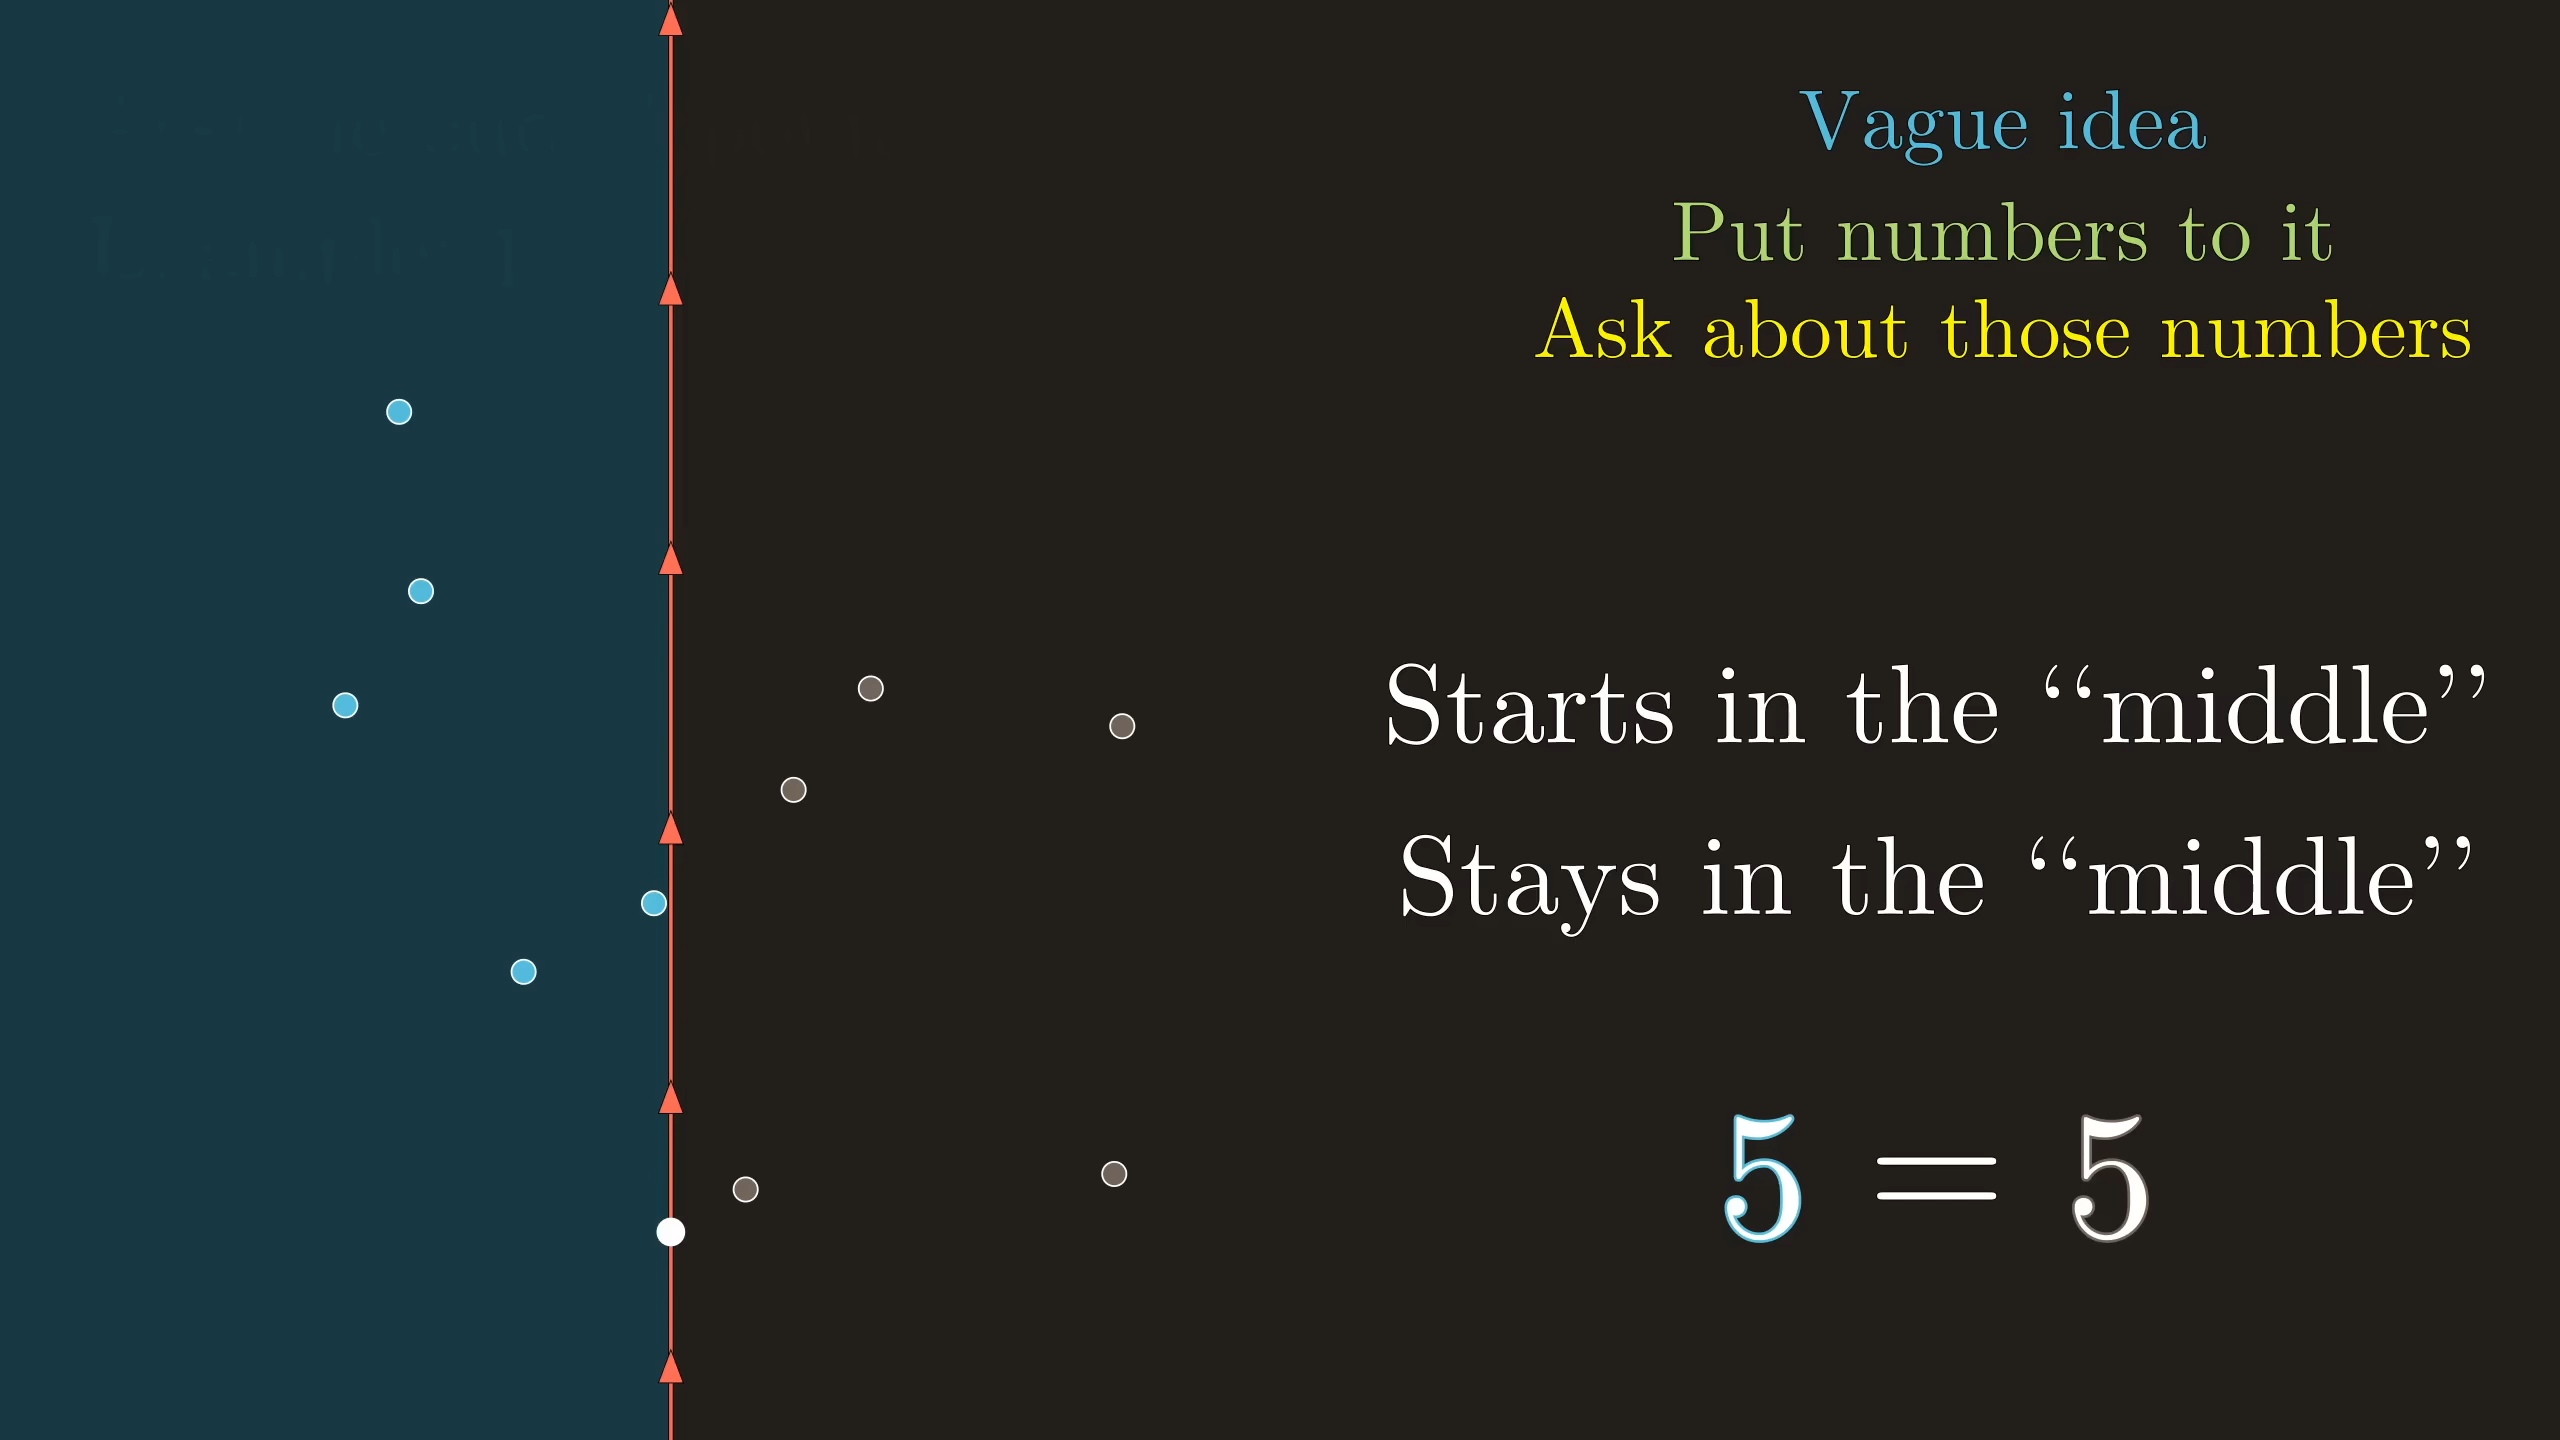 Vague idea
Put numbers to it
Ask about those numbers
Starts in the “middle”
Stays in the “middle”
5 = 5